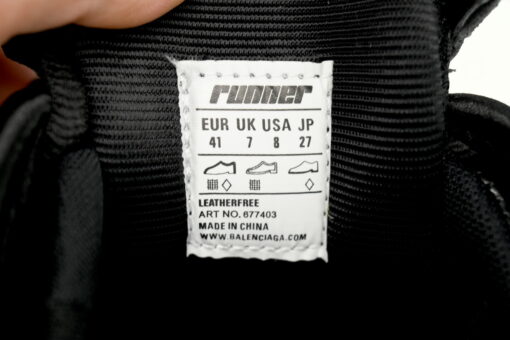 runner
EUR UK USA JP
41 7 8 27
LEATHERFREE
ART NO. 677403
MADE IN CHINA
WWW.BALENCIAGA.COM